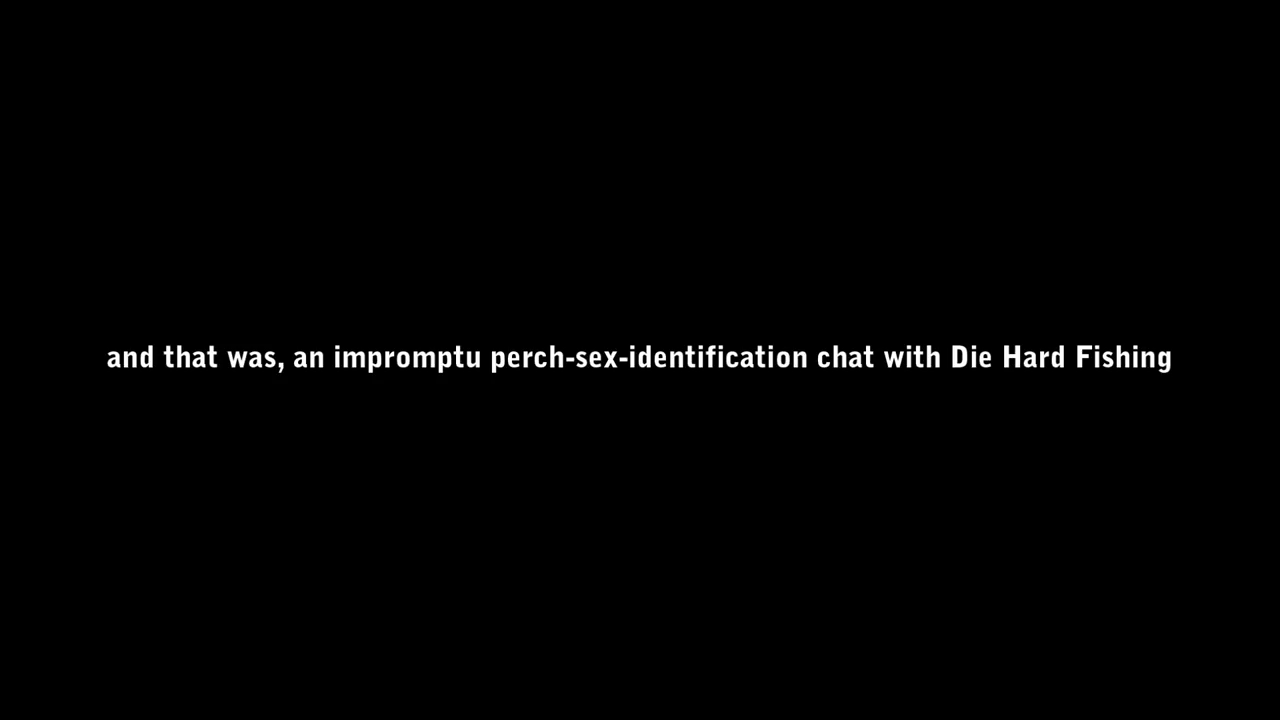 and that was, an impromptu perch-sex-identification chat with Die Hard Fishing